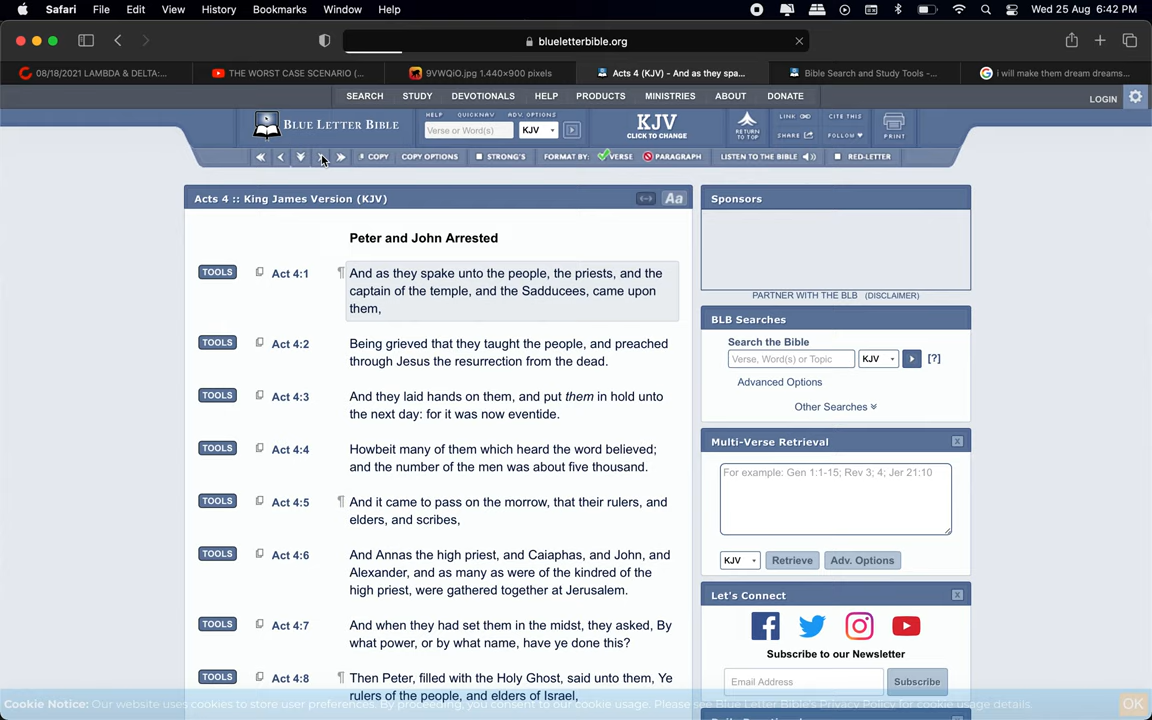 Safari File Edit View History Bookmarks Window Help Wed 25 Aug 6:42 PM
blueletterbible.org
08/18/2021 LAMBDA & DELTA:... THE WORST CASE SCENARIO (... 9VWQiO.jpg 1.440×900 pixels Acts 4 (KJV) - And as they spa... Bible Search and Study Tools -... i will make them dream dreams...
SEARCH STUDY DEVOTIONALS HELP PRODUCTS MINISTRIES ABOUT DONATE LOGIN
BLUE LETTER BIBLE
HELP QUICKNAV ADV. OPTIONS
Verse or Word(s) KJV
KJV
CLICK TO CHANGE
RETURN TO TOP
LINK CITE THIS
SHARE FOLLOW
PRINT
COPY COPY OPTIONS STRONG'S FORMAT BY: VERSE PARAGRAPH LISTEN TO THE BIBLE RED-LETTER
Acts 4 :: King James Version (KJV) Aa
Peter and John Arrested
TOOLS Act 4:1 ¶ And as they spake unto the people, the priests, and the
captain of the temple, and the Sadducees, came upon
them,
TOOLS Act 4:2 Being grieved that they taught the people, and preached
through Jesus the resurrection from the dead.
TOOLS Act 4:3 And they laid hands on them, and put them in hold unto
the next day: for it was now eventide.
TOOLS Act 4:4 Howbeit many of them which heard the word believed;
and the number of the men was about five thousand.
TOOLS Act 4:5 ¶ And it came to pass on the morrow, that their rulers, and
elders, and scribes,
TOOLS Act 4:6 And Annas the high priest, and Caiaphas, and John, and
Alexander, and as many as were of the kindred of the
high priest, were gathered together at Jerusalem.
TOOLS Act 4:7 And when they had set them in the midst, they asked, By
what power, or by what name, have ye done this?
TOOLS Act 4:8 ¶ Then Peter, filled with the Holy Ghost, said unto them, Ye
rulers of the people, and elders of Israel,
Sponsors
PARTNER WITH THE BLB (DISCLAIMER)
BLB Searches
Search the Bible
Verse, Word(s) or Topic KJV [?]
Advanced Options
Other Searches
Multi-Verse Retrieval X
For example: Gen 1:1-15; Rev 3; 4; Jer 21:10
KJV Retrieve Adv. Options
Let's Connect X
Subscribe to our Newsletter
Email Address Subscribe
Cookie Notice: Our website uses cookies to store user preferences. By proceeding, you consent to our cookie usage. Please see Blue Letter Bible's Privacy Policy for cookie usage details. OK